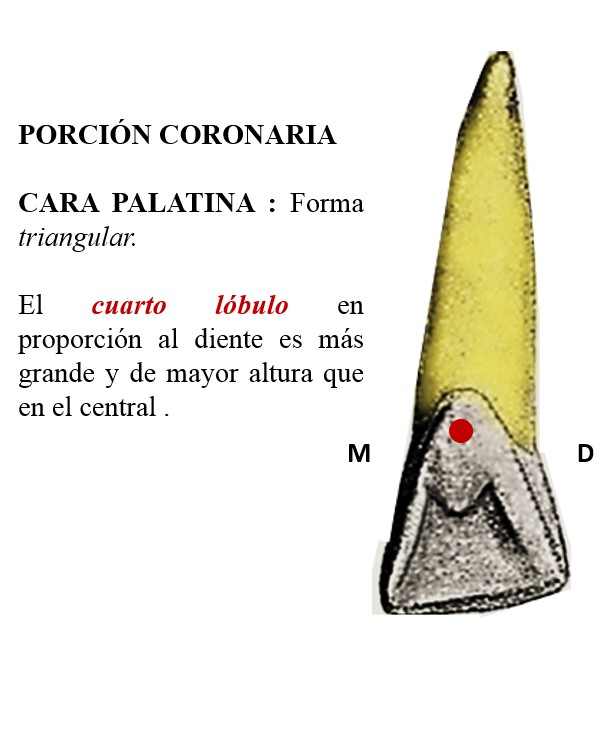 PORCIÓN CORONARIA
CARA PALATINA : Forma
triangular.
El cuarto lóbulo en
proporción al diente es más
grande y de mayor altura que
en el central .
M
D